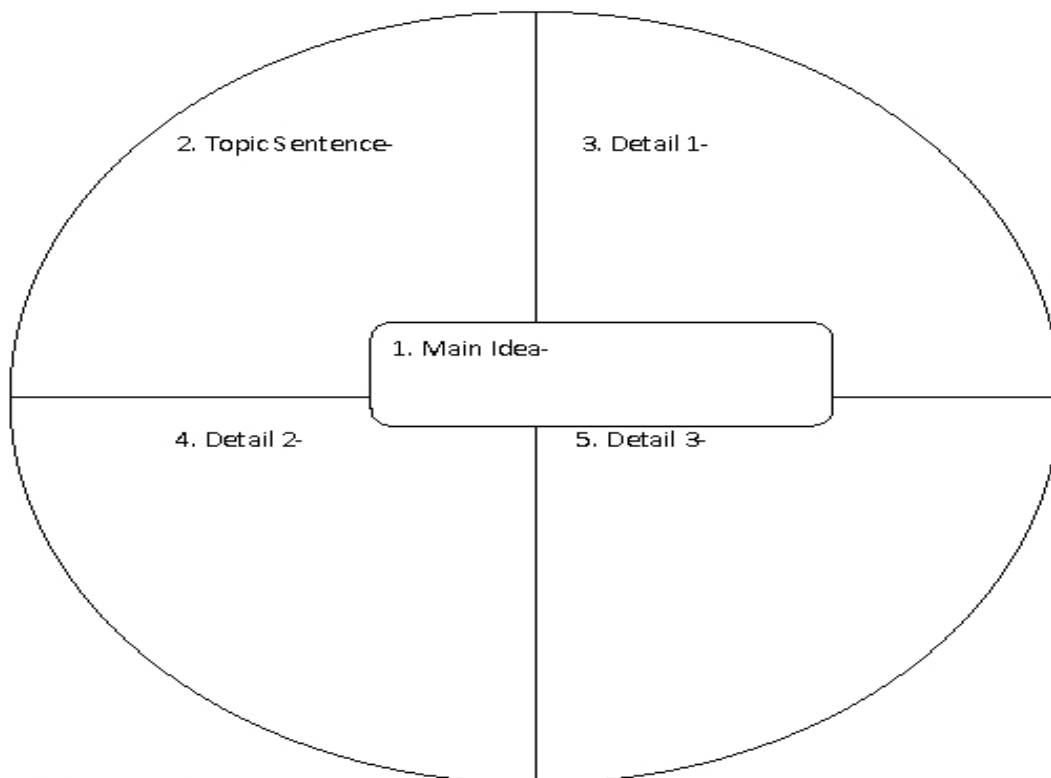 2. Topic Sentence-
3. Detail 1-
1. Main Idea-
4. Detail 2-
5. Detail 3-